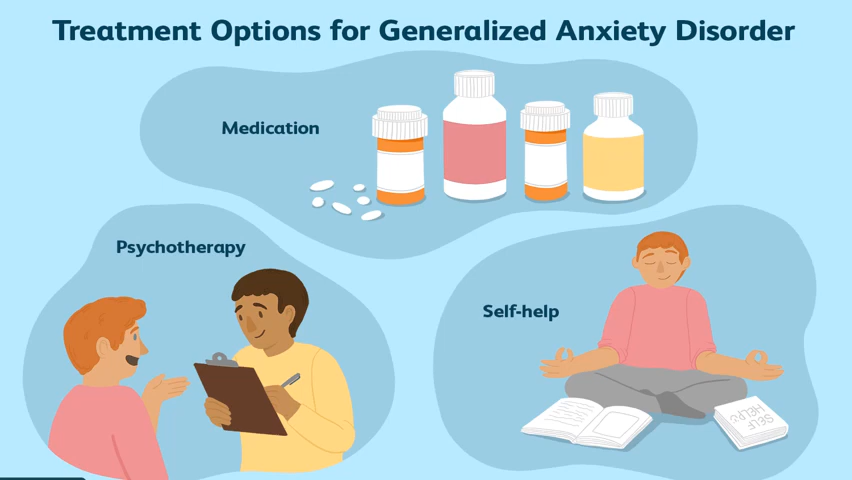 Treatment Options for Generalized Anxiety Disorder
Medication
Psychotherapy
Self-help
SELF
HELP